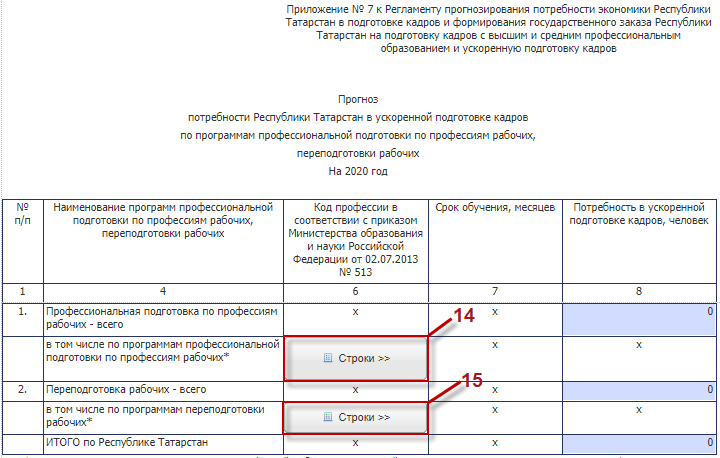 Приложение № 7 к Регламенту прогнозирования потребности экономики Республики
Татарстан в подготовке кадров и формирования государственного заказа Республики
Татарстан на подготовку кадров с высшим и средним профессиональным
образованием и ускоренную подготовку кадров
Прогноз
потребности Республики Татарстан в ускоренной подготовке кадров
по программам профессиональной подготовки по профессиям рабочих,
переподготовки рабочих
На 2020 год
№
п/п
Наименование программ профессиональной
подготовки по профессиям рабочих,
переподготовки рабочих
Код профессии в
соответствии с приказом
Министерства образования
и науки Российской
Федерации от 02.07.2013
№ 513
Срок обучения, месяцев
Потребность в ускоренной
подготовке кадров, человек
1 4 6 7 8
1. Профессиональная подготовка по профессиям
рабочих - всего
x x 0
14
в том числе по программам профессиональной
подготовки по профессиям рабочих*
Строки >> x x
15
2. Переподготовка рабочих - всего x x 0
в том числе по программам переподготовки
рабочих*
Строки >> x x
ИТОГО по Республике Татарстан x x 0